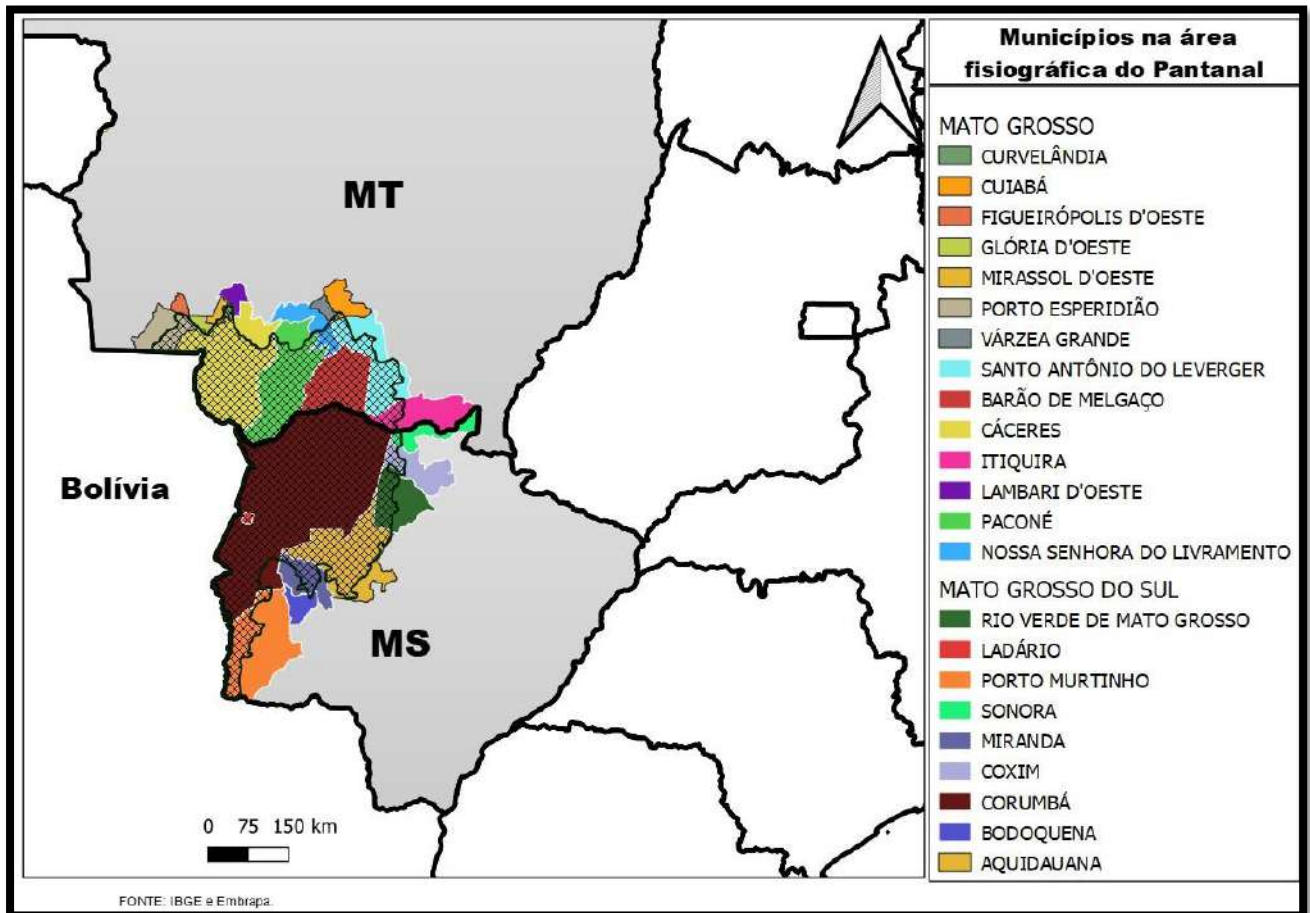 Municípios na área
fisiográfica do Pantanal
MATO GROSSO
CURVELÂNDIA
CUIABÁ
FIGUEIRÓPOLIS D'OESTE
GLÓRIA D'OESTE
MIRASSOL D'OESTE
PORTO ESPERIDIÃO
VÁRZEA GRANDE
SANTO ANTÔNIO DO LEVERGER
BARÃO DE MELGAÇO
CÁCERES
ITIQUIRA
LAMBARI D'OESTE
PACONÉ
NOSSA SENHORA DO LIVRAMENTO
MATO GROSSO DO SUL
RIO VERDE DE MATO GROSSO
LADÁRIO
PORTO MURTINHO
SONORA
MIRANDA
COXIM
CORUMBÁ
BODOQUENA
AQUIDAUANA
MT
Bolívia
MS
0 75 150 km
FONTE: IBGE e Embrapa.